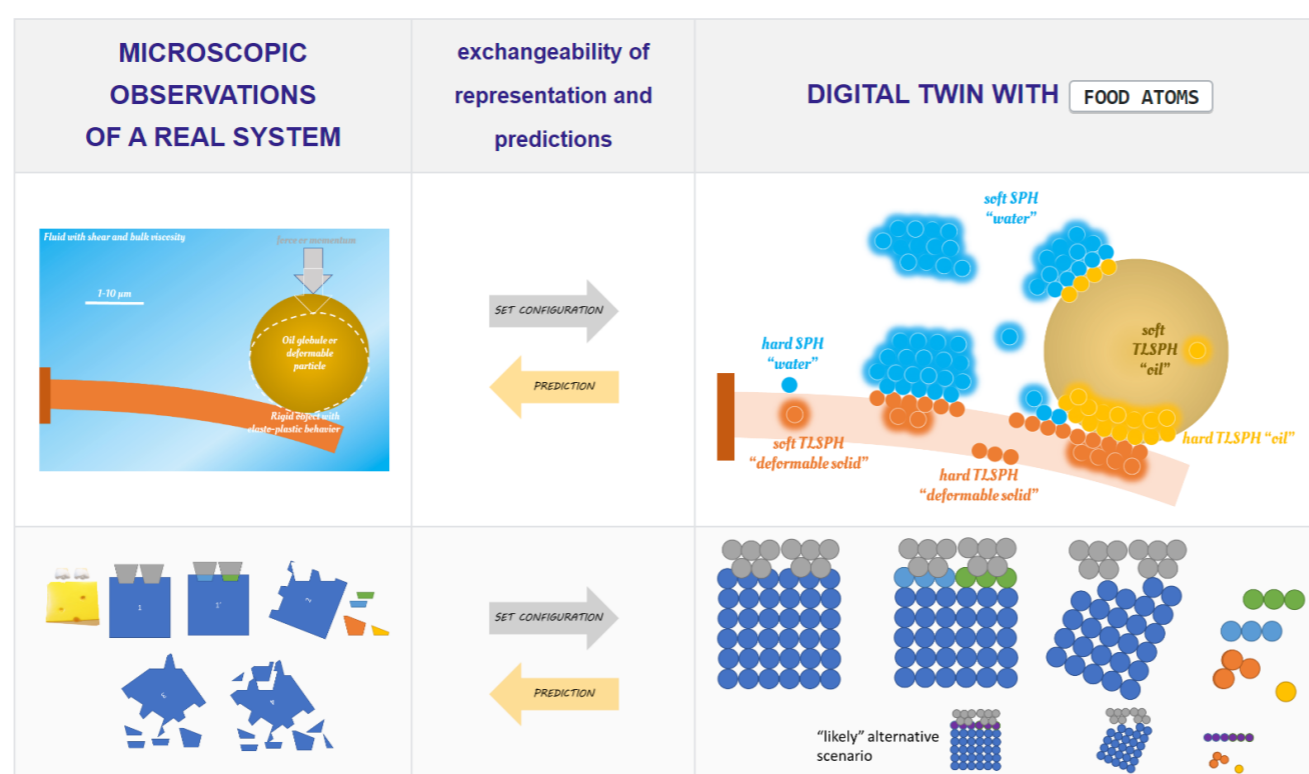 MICROSCOPIC
OBSERVATIONS
OF A REAL SYSTEM
exchangeability of
representation and
predictions
DIGITAL TWIN WITH FOOD ATOMS
Fluid with shear and bulk viscosity
force or momentum
1-10 µm
Oil globule or
deformable
particle
Rigid object with
elasto-plastic behavior
SET CONFIGURATION
PREDICTION
soft SPH
"water"
hard SPH
"water"
soft
TLSPH
"oil"
hard TLSPH "oil"
soft TLSPH
"deformable solid"
hard TLSPH
"deformable solid"
1
1'
2
3
4
SET CONFIGURATION
PREDICTION
"likely" alternative
scenario